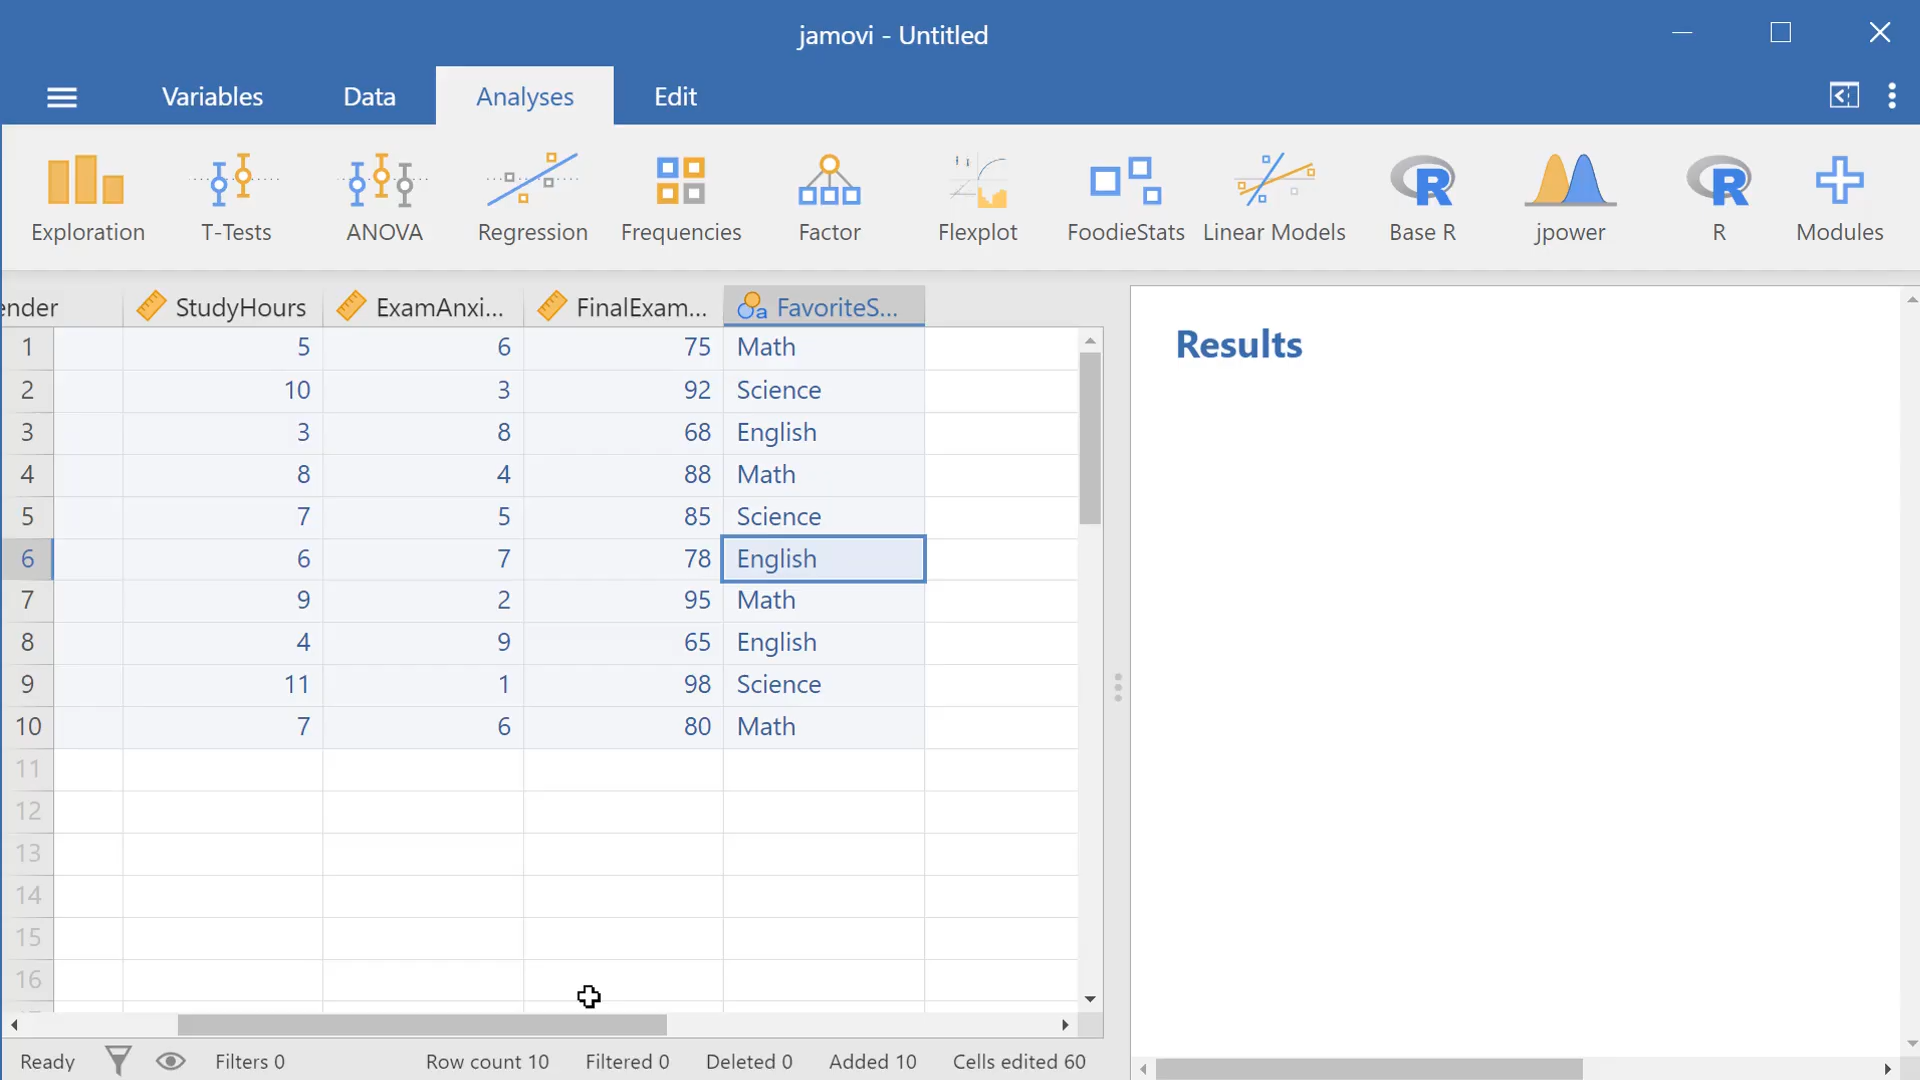 jamovi - Untitled
Variables Data Analyses Edit
Exploration T-Tests ANOVA Regression Frequencies Factor Flexplot FoodieStats Linear Models Base R jpower R Modules
ender StudyHours ExamAnxi... FinalExam... FavoriteS...
Results
1 5 6 75 Math
2 10 3 92 Science
3 3 8 68 English
4 8 4 88 Math
5 7 5 85 Science
6 6 7 78 English
7 9 2 95 Math
8 4 9 65 English
9 11 1 98 Science
10 7 6 80 Math
11
12
13
14
15
16
Ready Filters 0 Row count 10 Filtered 0 Deleted 0 Added 10 Cells edited 60